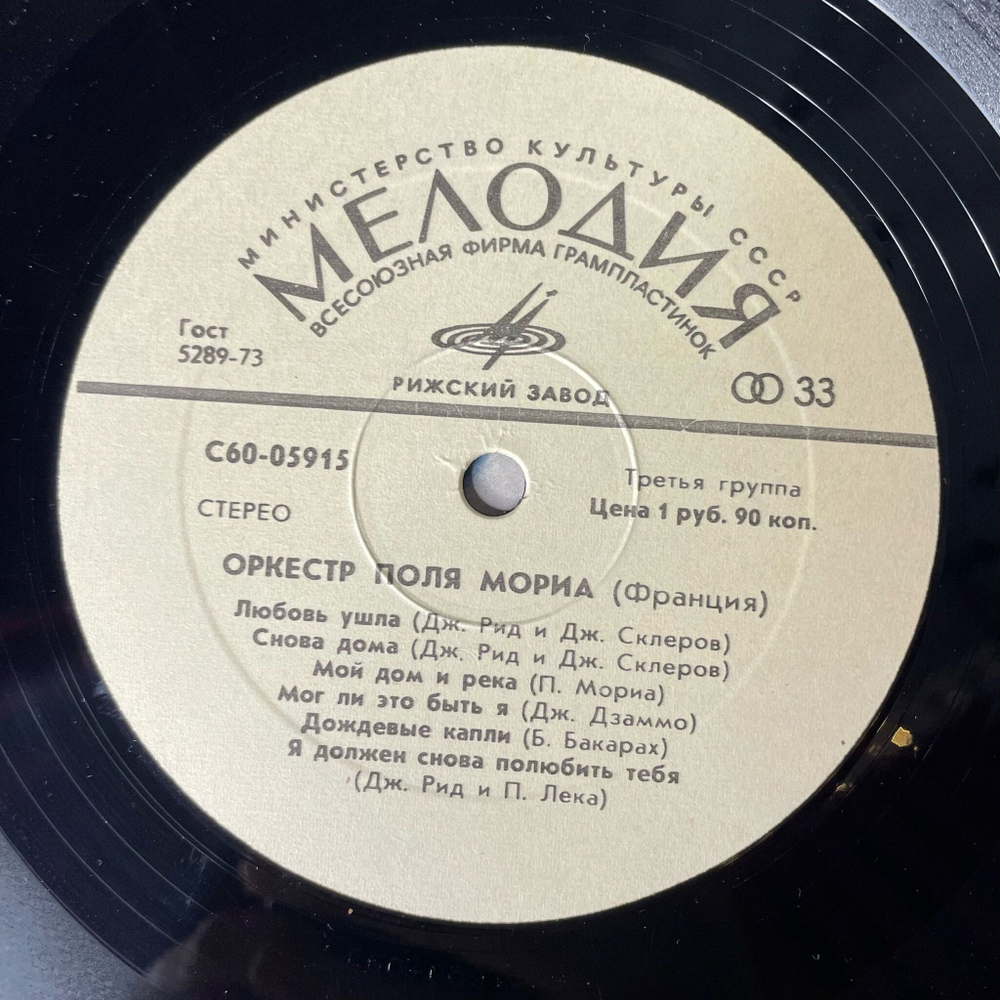 МИНИСТЕРСТВО КУЛЬТУРЫ СССР
МЕЛОДИЯ
ВСЕСОЮЗНАЯ ФИРМА ГРАМПЛАСТИНОК
Гост
5289-73
РИЖСКИЙ ЗАВОД
33
С60-05915
Третья группа
СТЕРЕО
Цена 1 руб. 90 коп.
ОРКЕСТР ПОЛЯ МОРИА (Франция)
Любовь ушла (Дж. Рид и Дж. Склеров)
Снова дома (Дж. Рид и Дж. Склеров)
Мой дом и река (П. Мориа)
Мог ли это быть я (Дж. Дзаммо)
Дождевые капли (Б. Бакарах)
Я должен снова полюбить тебя
(Дж. Рид и П. Лека)